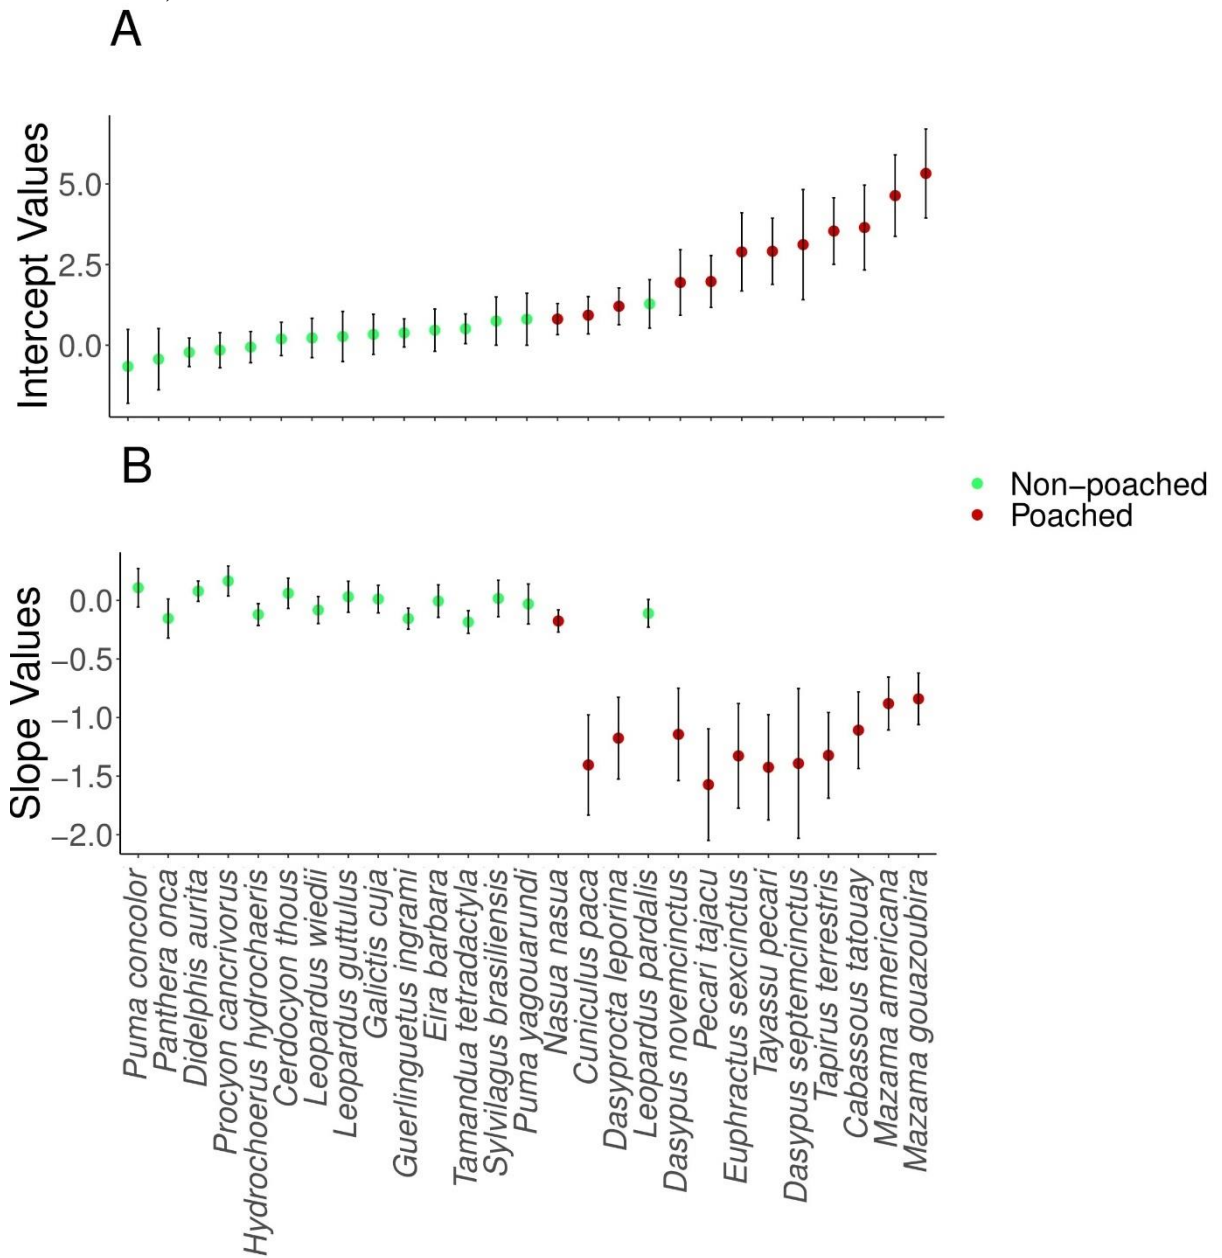 A
Intercept Values
5.0
2.5
0.0
B
Non−poached
Poached
Slope Values
0.0
−0.5
−1.0
−1.5
−2.0
Puma concolor
Panthera onca
Didelphis aurita
Procyon cancrivorus
Hydrochoerus hydrochaeris
Cerdocyon thous
Leopardus wiedii
Leopardus guttulus
Galictis cuja
Guerlinguetus ingrami
Eira barbara
Tamandua tetradactyla
Sylvilagus brasiliensis
Puma yagouarundi
Nasua nasua
Cuniculus paca
Dasyprocta leporina
Leopardus pardalis
Dasypus novemcinctus
Pecari tajacu
Euphractus sexcinctus
Tayassu pecari
Dasypus septemcinctus
Tapirus terrestris
Cabassous tatouay
Mazama americana
Mazama gouazoubira